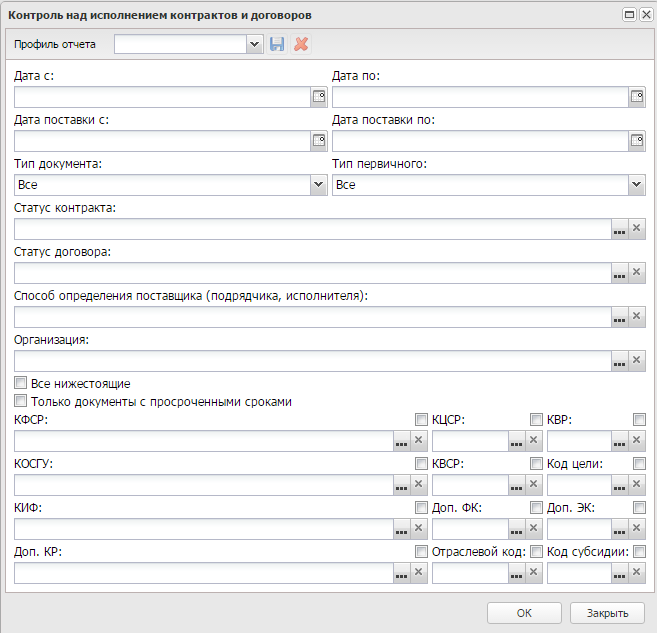 Контроль над исполнением контрактов и договоров
Профиль отчета
Дата с: Дата по:
Дата поставки с: Дата поставки по:
Тип документа: Тип первичного:
Все Все
Статус контракта:
Статус договора:
Способ определения поставщика (подрядчика, исполнителя):
Организация:
Все нижестоящие
Только документы с просроченными сроками
КФСР: КЦСР: КВР:
КОСГУ: КВСР: Код цели:
КИФ: Доп. ФК: Доп. ЭК:
Доп. КР: Отраслевой код: Код субсидии:
ОК Закрыть